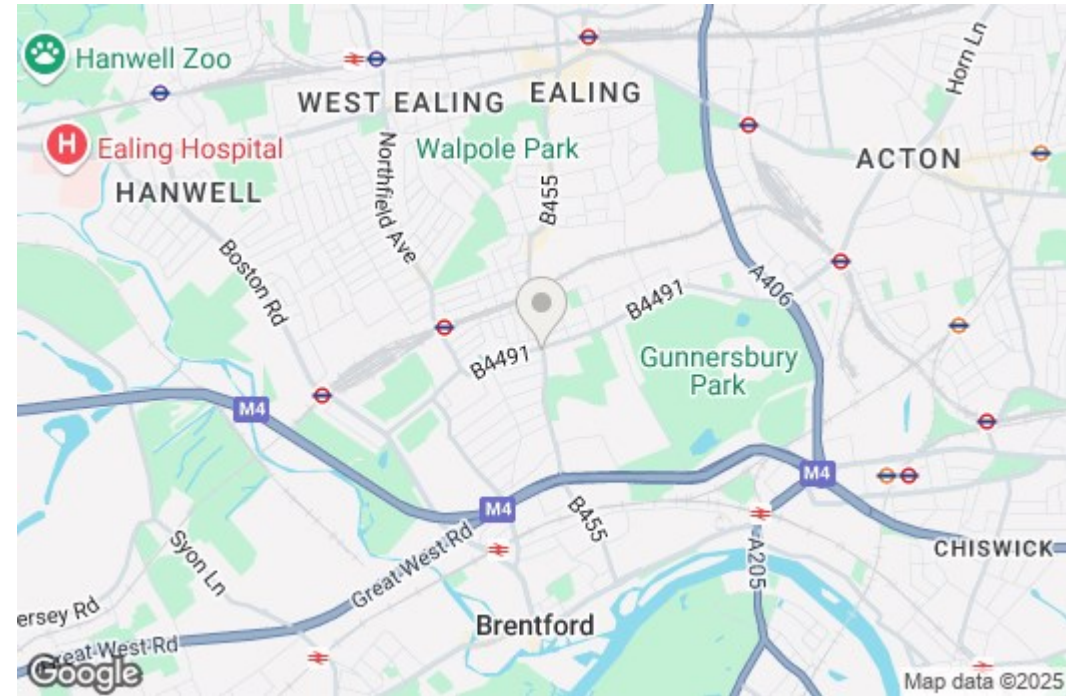 Hanwell Zoo
WEST EALING
EALING
Horn Ln
Ealing Hospital
Walpole Park
ACTON
HANWELL
Northfield Ave
B455
Boston Rd
A406
B4491
B4491
Gunnersbury
Park
M4
M4
M4
B455
Syon Ln
Great West Rd
A205
CHISWICK
ersey Rd
Brentford
Great West Rd
Google
Map data ©2025